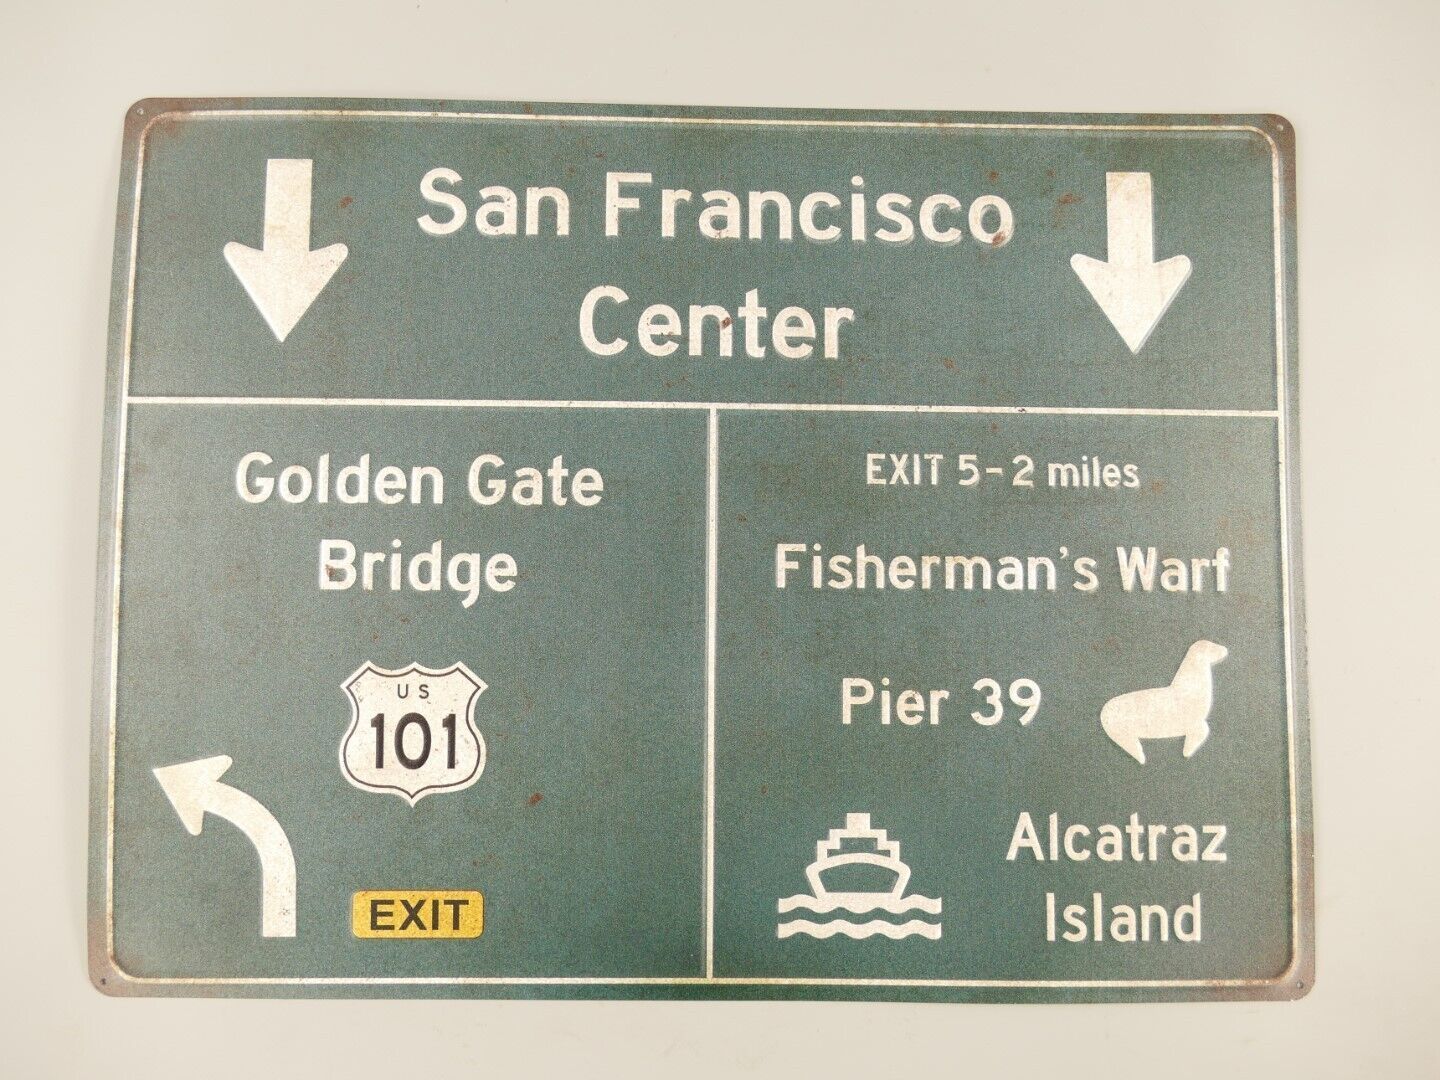 San Francisco
Center
Golden Gate
Bridge
US
101
EXIT
EXIT 5-2 miles
Fisherman's Warf
Pier 39
Alcatraz
Island